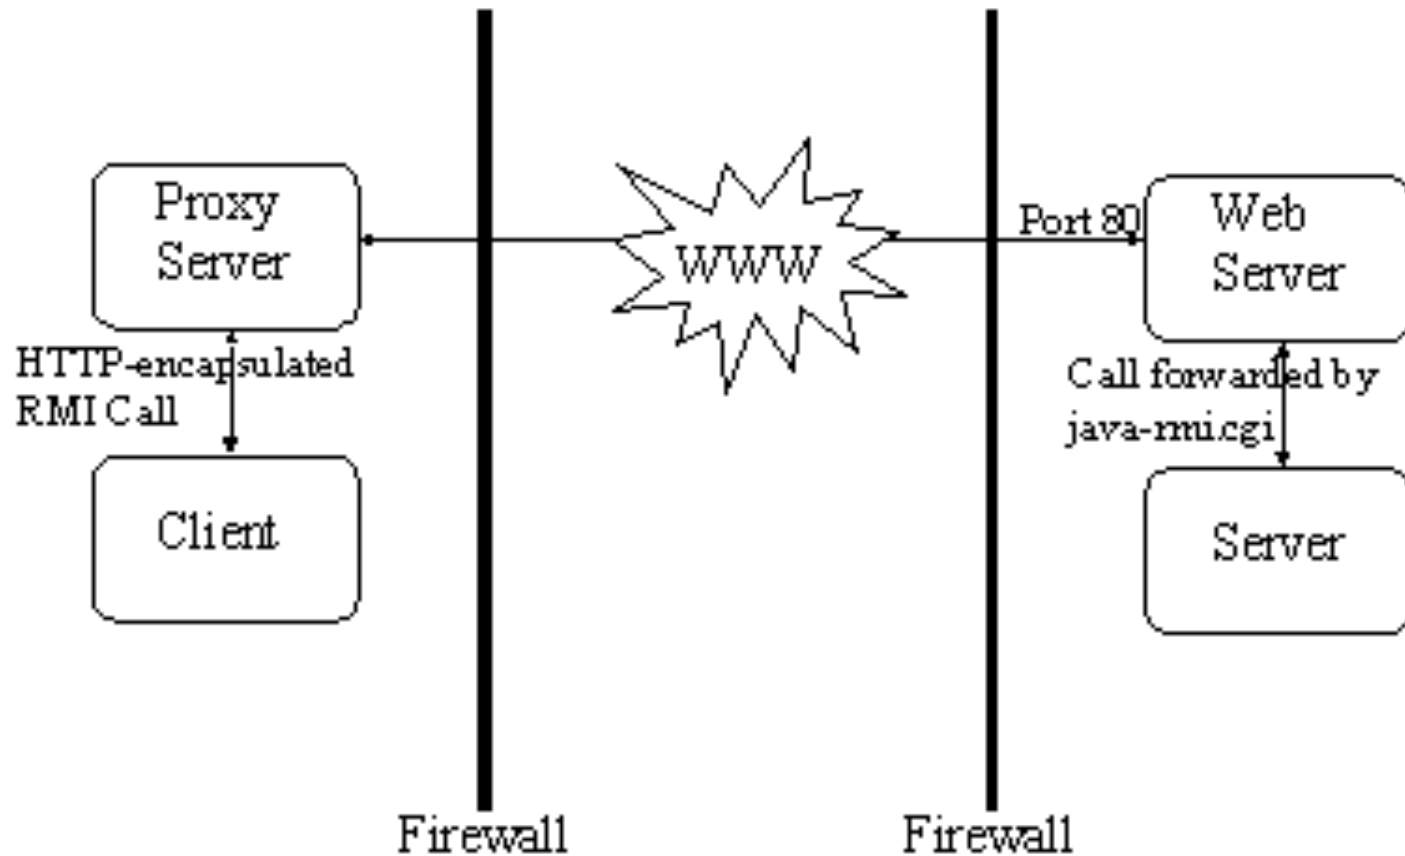 Proxy
Server
HTTP-encapsulated
RMI Call
Client
WWW
Port 80
Web
Server
Call forwarded by
java-rmi.cgi
Server
Firewall
Firewall